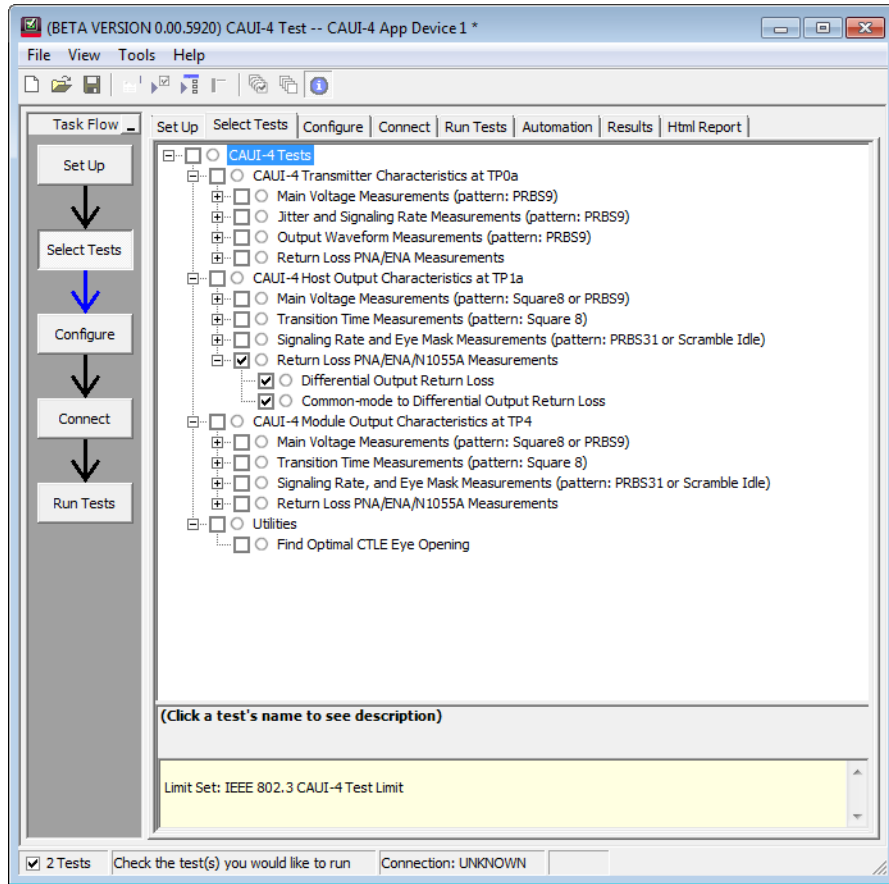 (BETA VERSION 0.00.5920) CAUI-4 Test -- CAUI-4 App Device 1 *
File View Tools Help
Task Flow
Set Up Select Tests Configure Connect Run Tests Automation Results Html Report
Set Up
Select Tests
Configure
Connect
Run Tests
CAUI-4 Tests
CAUI-4 Transmitter Characteristics at TP0a
Main Voltage Measurements (pattern: PRBS9)
Jitter and Signaling Rate Measurements (pattern: PRBS9)
Output Waveform Measurements (pattern: PRBS9)
Return Loss PNA/ENA Measurements
CAUI-4 Host Output Characteristics at TP1a
Main Voltage Measurements (pattern: Square8 or PRBS9)
Transition Time Measurements (pattern: Square 8)
Signaling Rate and Eye Mask Measurements (pattern: PRBS31 or Scramble Idle)
Return Loss PNA/ENA/N1055A Measurements
Differential Output Return Loss
Common-mode to Differential Output Return Loss
CAUI-4 Module Output Characteristics at TP4
Main Voltage Measurements (pattern: Square8 or PRBS9)
Transition Time Measurements (pattern: Square 8)
Signaling Rate, and Eye Mask Measurements (pattern: PRBS31 or Scramble Idle)
Return Loss PNA/ENA/N1055A Measurements
Utilities
Find Optimal CTLE Eye Opening
(Click a test's name to see description)
Limit Set: IEEE 802.3 CAUI-4 Test Limit
2 Tests Check the test(s) you would like to run Connection: UNKNOWN